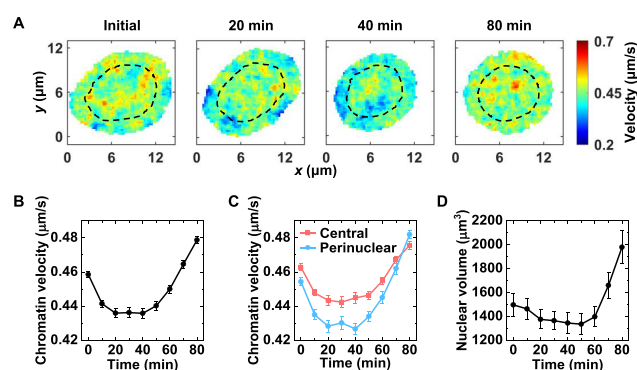 A
Initial
20 min
40 min
80 min
12
6
0
y (µm)
0 6 12
0 6 12
0 6 12
0 6 12
x (µm)
0.7
0.45
0.2
Velocity (µm/s)
B
Chromatin velocity (µm/s)
0.48
0.46
0.44
0.42
0 20 40 60 80
Time (min)
C
Chromatin velocity (µm/s)
0.48
0.46
0.44
0.42
Central
Perinuclear
0 20 40 60 80
Time (min)
D
Nuclear volume (µm³)
2200
2000
1800
1600
1400
1200
0 20 40 60 80
Time (min)